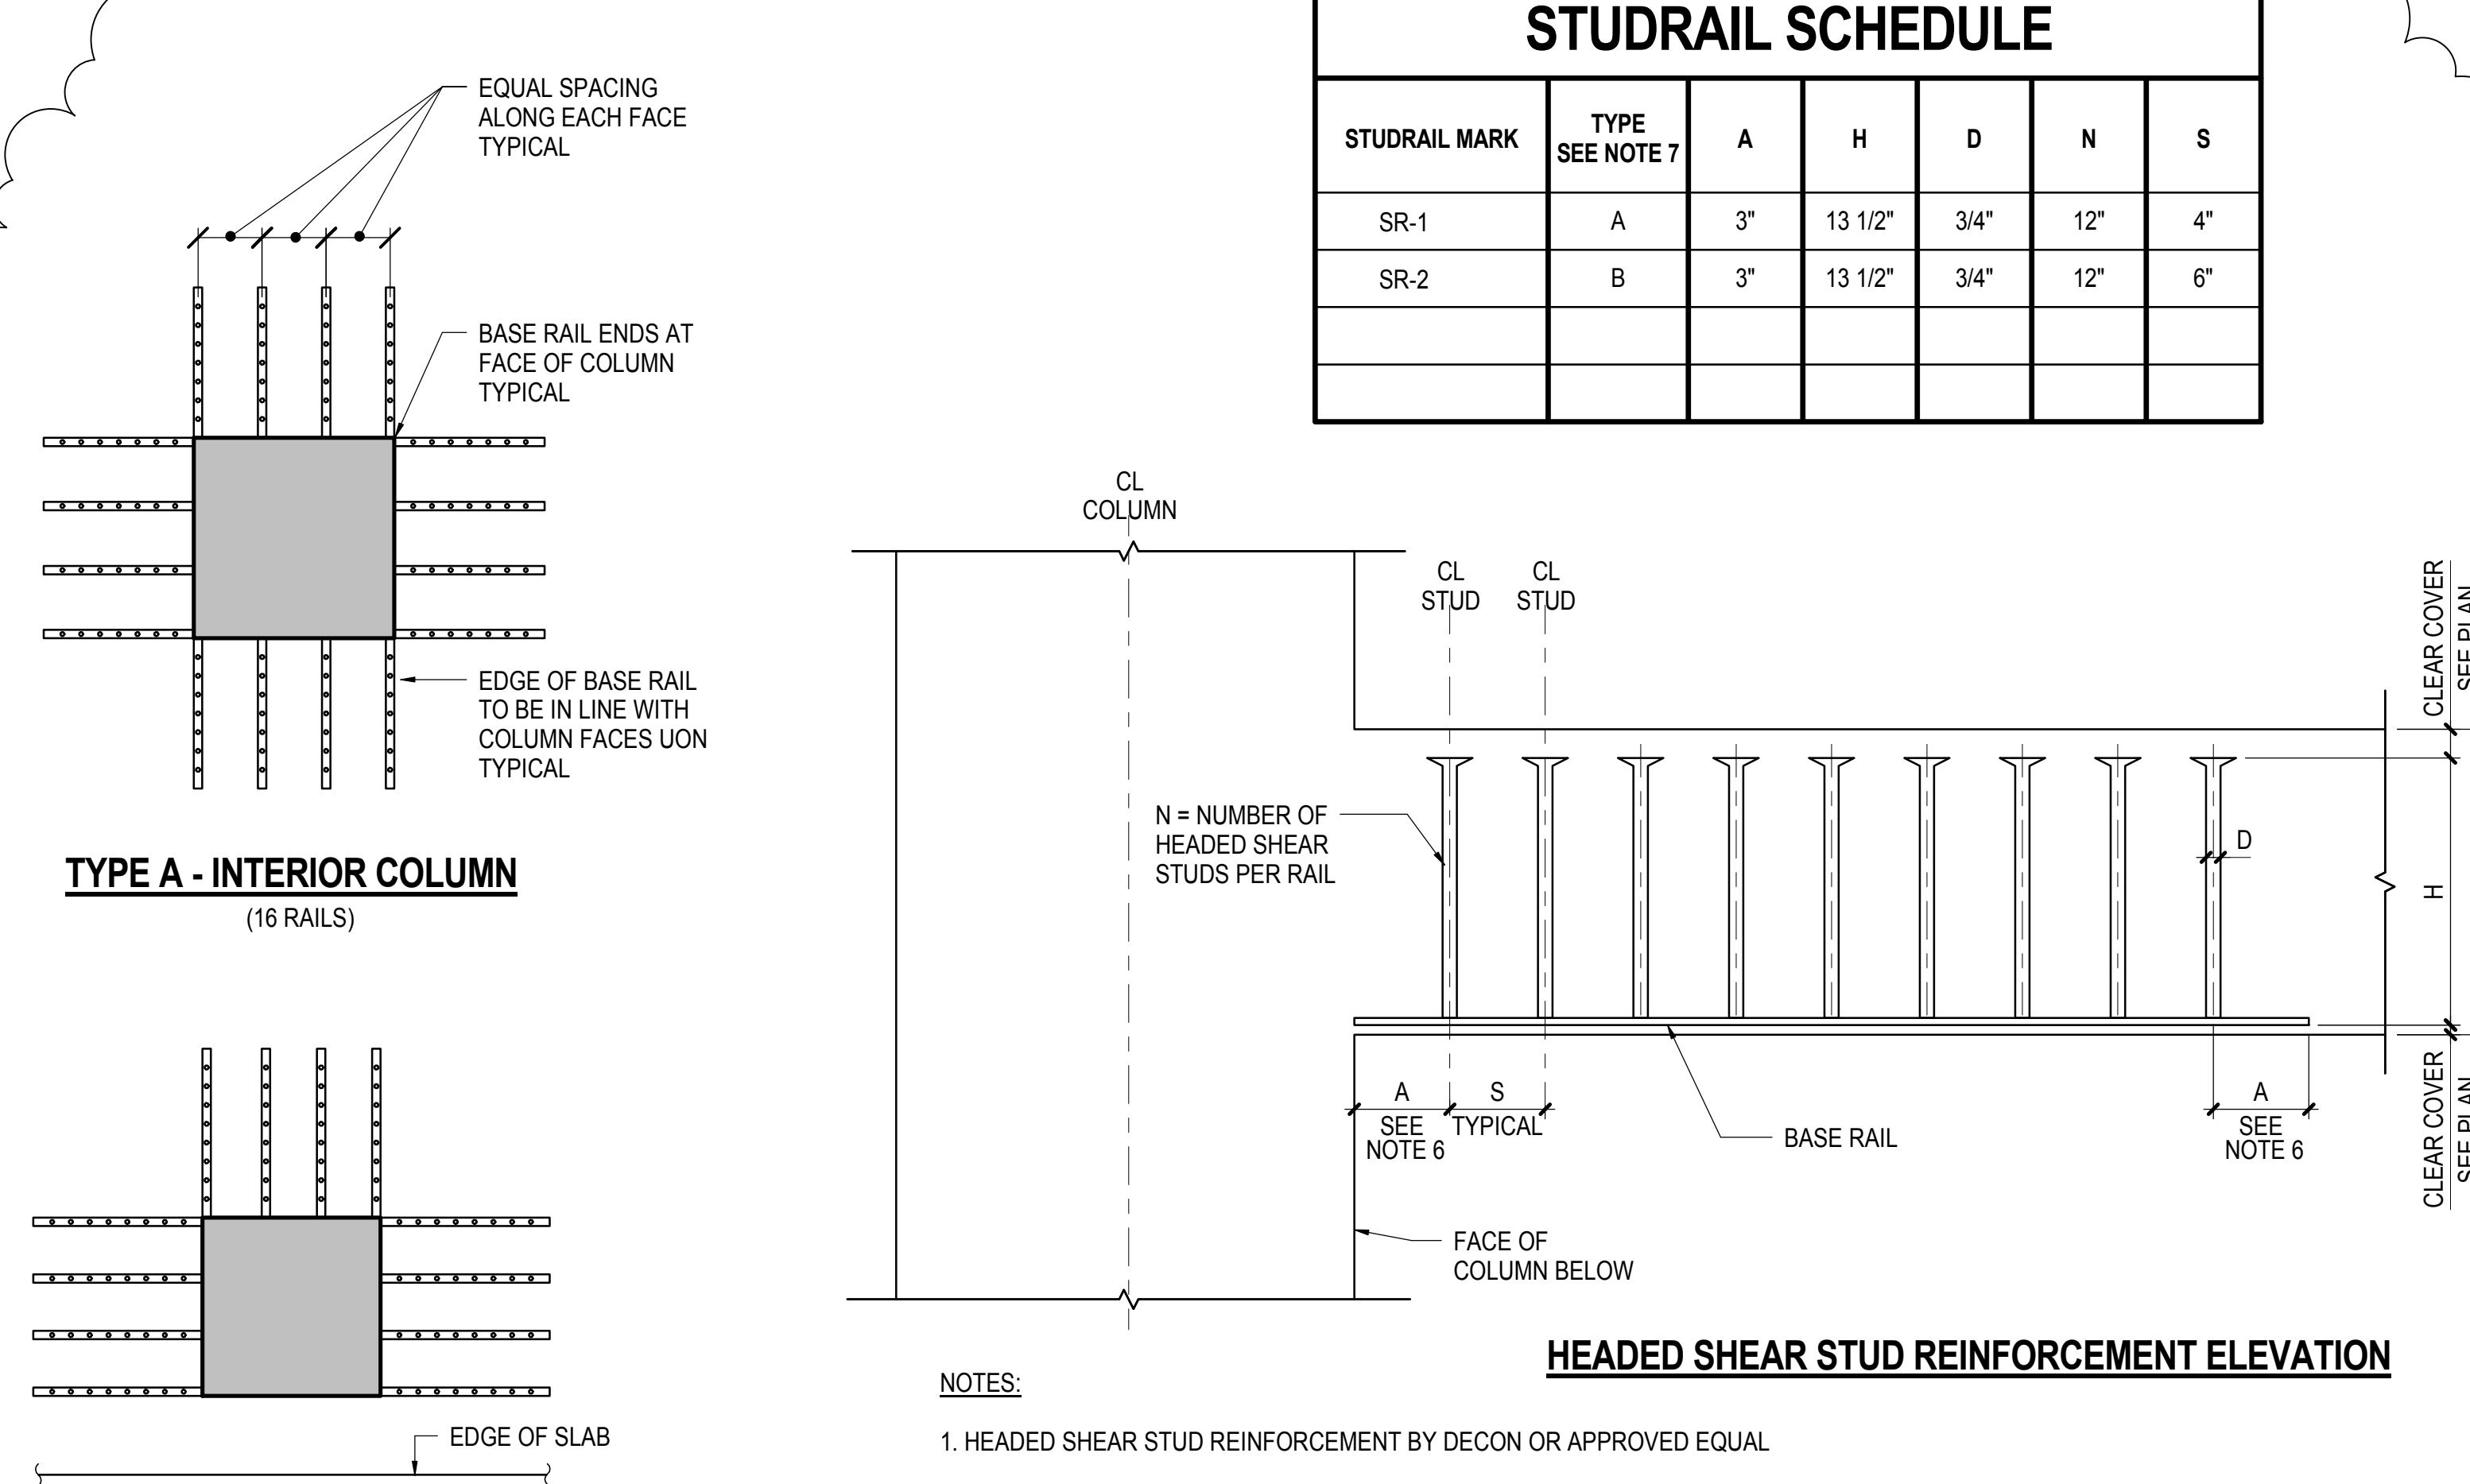 STUDRAIL SCHEDULE
STUDRAIL MARK
TYPE
SEE NOTE 7
A
H
D
N
S
SR-1 A 3" 13 1/2" 3/4" 12" 4"
SR-2 B 3" 13 1/2" 3/4" 12" 6"
EQUAL SPACING
ALONG EACH FACE
TYPICAL
BASE RAIL ENDS AT
FACE OF COLUMN
TYPICAL
EDGE OF BASE RAIL
TO BE IN LINE WITH
COLUMN FACES UON
TYPICAL
TYPE A - INTERIOR COLUMN
(16 RAILS)
EDGE OF SLAB
CL
COLUMN
CL
STUD
CL
STUD
CLEAR COVER
SEE PLAN
N = NUMBER OF
HEADED SHEAR
STUDS PER RAIL
D
H
A
SEE
NOTE 6
S
TYPICAL
BASE RAIL
A
SEE
NOTE 6
CLEAR COVER
SEE PLAN
FACE OF
COLUMN BELOW
HEADED SHEAR STUD REINFORCEMENT ELEVATION
NOTES:
1. HEADED SHEAR STUD REINFORCEMENT BY DECON OR APPROVED EQUAL